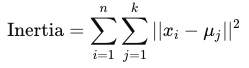 Inertia = \sum_{i=1}^{n} \sum_{j=1}^{k} ||x_i - \mu_j||^2